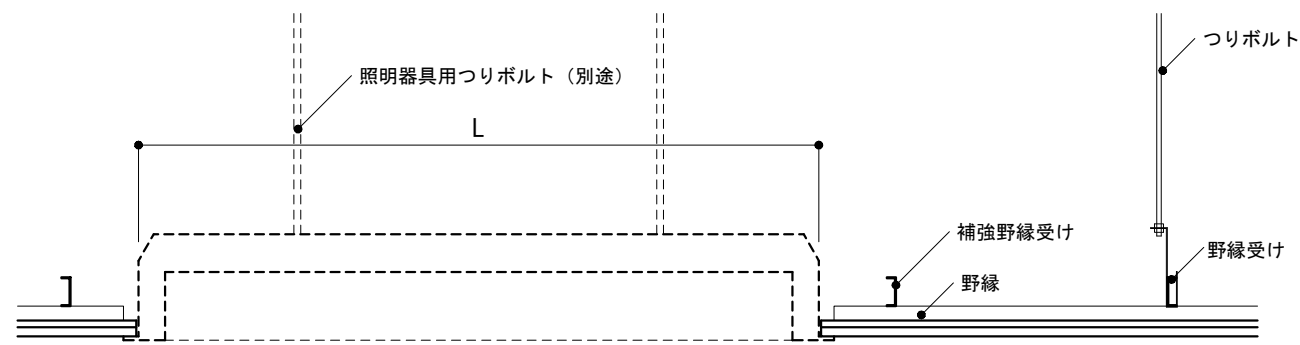 つりボルト
照明器具用つりボルト（別途）
L
補強野縁受け
野縁受け
野縁